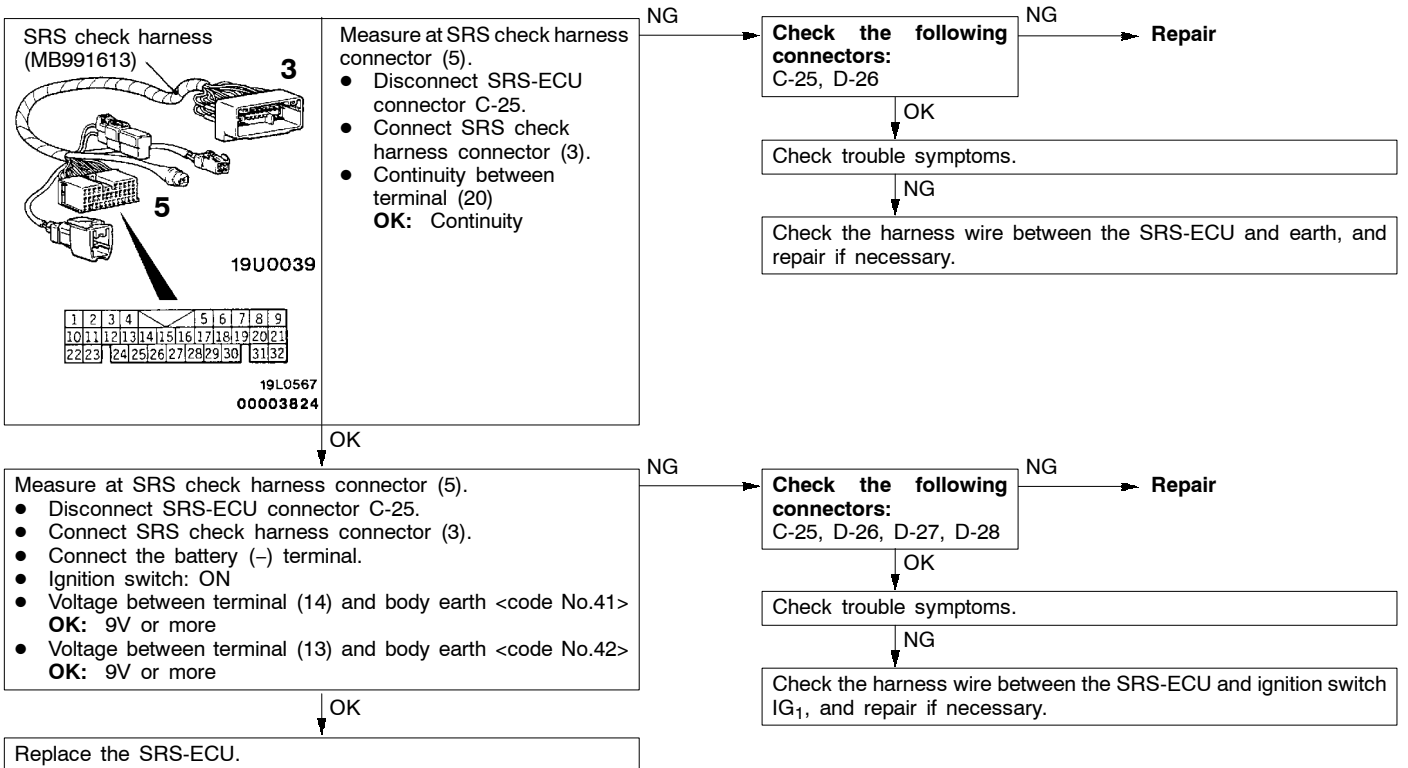 SRS check harness
(MB991613)
3
5
19U0039
1 2 3 4 5 6 7 8 9
10 11 12 13 14 15 16 17 18 19 20 21
22 23 24 25 26 27 28 29 30 31 32
19L0567
00003824
Measure at SRS check harness
connector (5).
● Disconnect SRS-ECU
connector C-25.
● Connect SRS check
harness connector (3).
● Continuity between
terminal (20)
OK: Continuity
NG
Check the following
connectors:
C-25, D-26
NG
Repair
OK
Check trouble symptoms.
NG
Check the harness wire between the SRS-ECU and earth, and
repair if necessary.
OK
Measure at SRS check harness connector (5).
● Disconnect SRS-ECU connector C-25.
● Connect SRS check harness connector (3).
● Connect the battery (–) terminal.
● Ignition switch: ON
● Voltage between terminal (14) and body earth <code No.41>
OK: 9V or more
● Voltage between terminal (13) and body earth <code No.42>
OK: 9V or more
NG
Check the following
connectors:
C-25, D-26, D-27, D-28
NG
Repair
OK
Check trouble symptoms.
NG
Check the harness wire between the SRS-ECU and ignition switch
IG1, and repair if necessary.
OK
Replace the SRS-ECU.